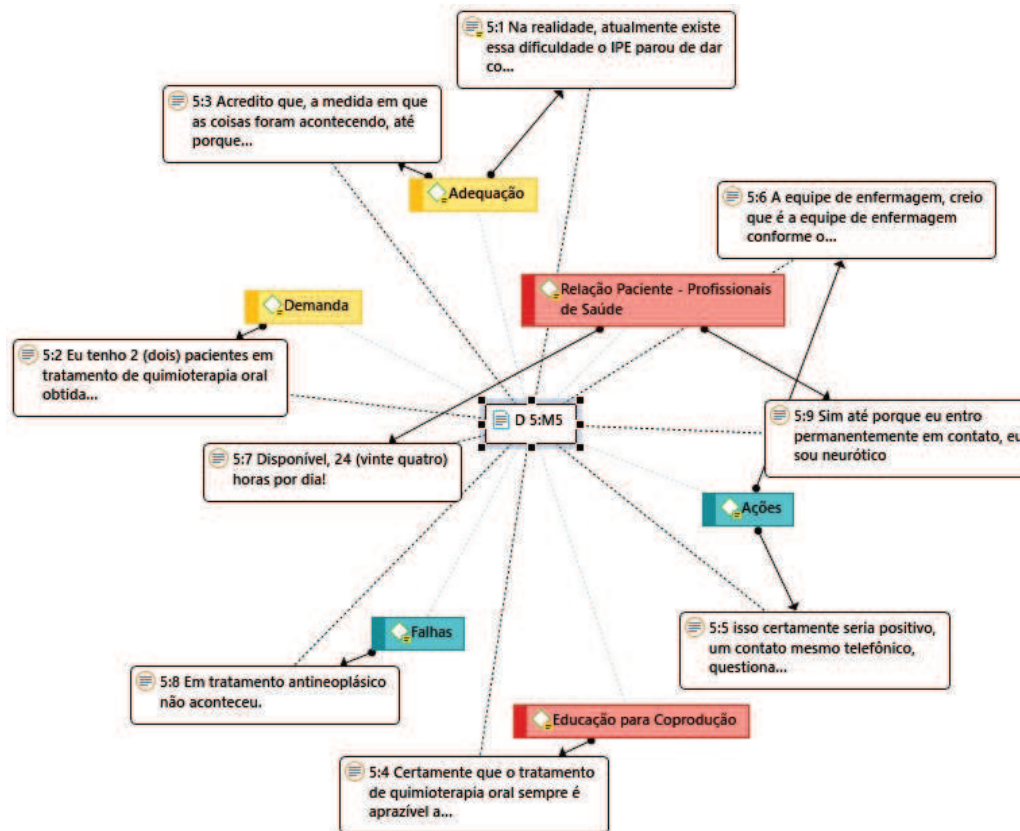 5:1 Na realidade, atualmente existe
essa dificuldade o IPE parou de dar
co...
5:3 Acredito que, a medida em que
as coisas foram acontecendo, até
porque...
Adequação
5:6 A equipe de enfermagem, creio
que é a equipe de enfermagem
conforme o...
Relação Paciente - Profissionais
de Saúde
Demanda
5:2 Eu tenho 2 (dois) pacientes em
tratamento de quimioterapia oral
obtida...
D 5:M5
5:9 Sim até porque eu entro
permanentemente em contato, eu
sou neurótico
5:7 Disponível, 24 (vinte quatro)
horas por dia!
Ações
5:5 isso certamente seria positivo,
um contato mesmo telefônico,
questiona...
Falhas
5:8 Em tratamento antineoplásico
não aconteceu.
Educação para Coprodução
5:4 Certamente que o tratamento
de quimioterapia oral sempre é
aprazível a...